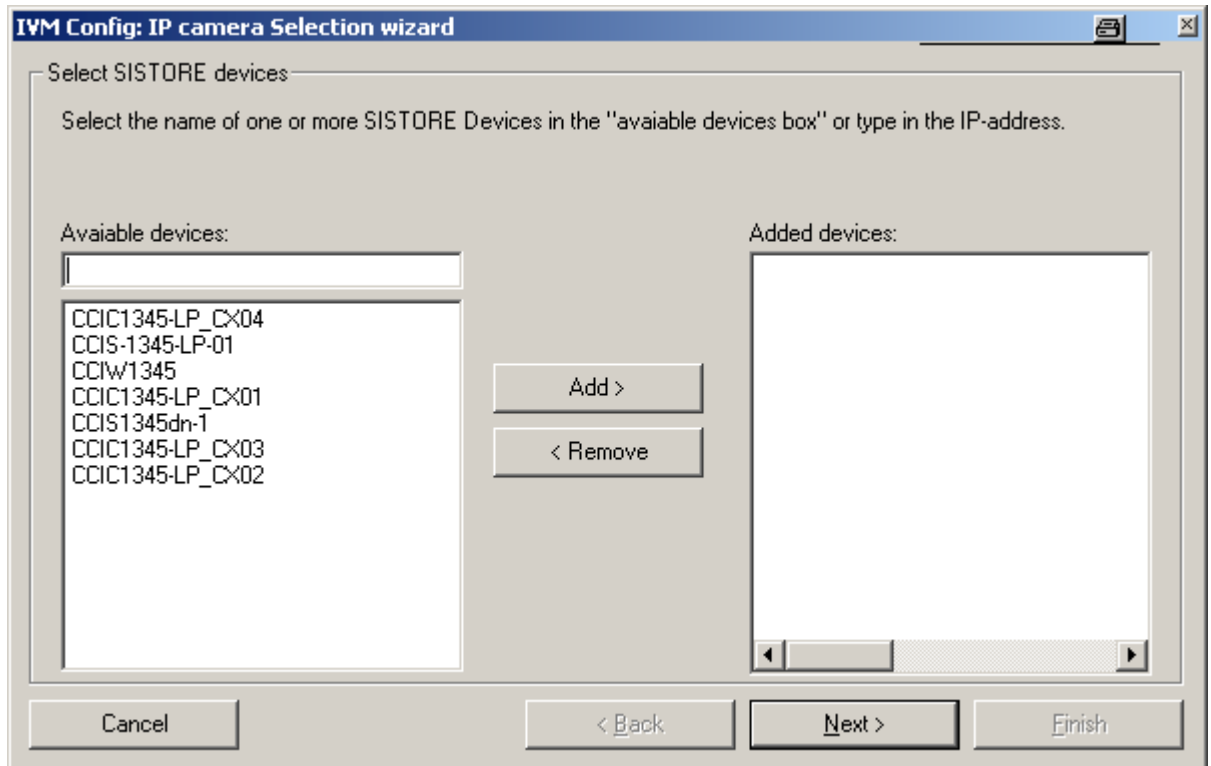 IVM Config: IP camera Selection wizard
Select SISTORE devices
Select the name of one or more SISTORE Devices in the "avaiable devices box" or type in the IP-address.
Avaiable devices:
Added devices:
CCIC1345-LP_CX04
CCIS-1345-LP-01
CCIW1345
CCIC1345-LP_CX01
CCIS1345dn-1
CCIC1345-LP_CX03
CCIC1345-LP_CX02
Add >
< Remove
Cancel
< Back
Next >
Finish